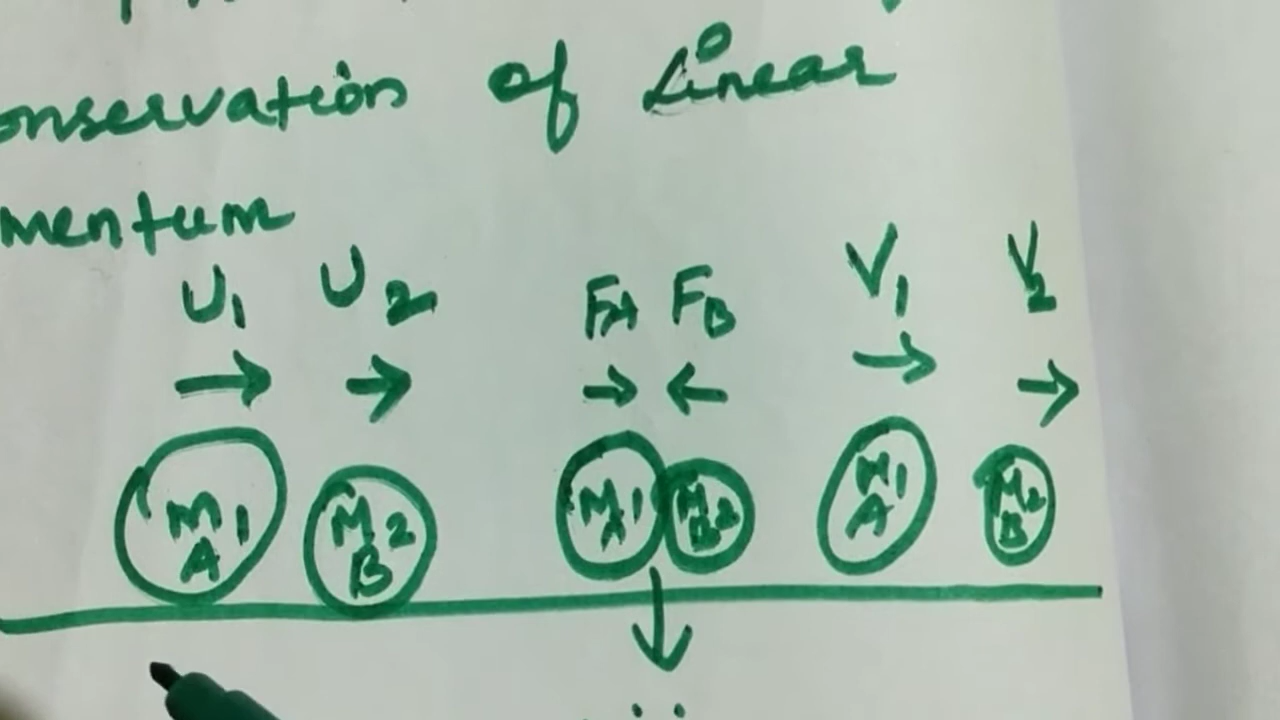 onservation of Linear
mentum
U1 U2 FA FB V1 V2
→ → → ← → →
m1 M2 M1 M2 M1 M2
A B A B A B